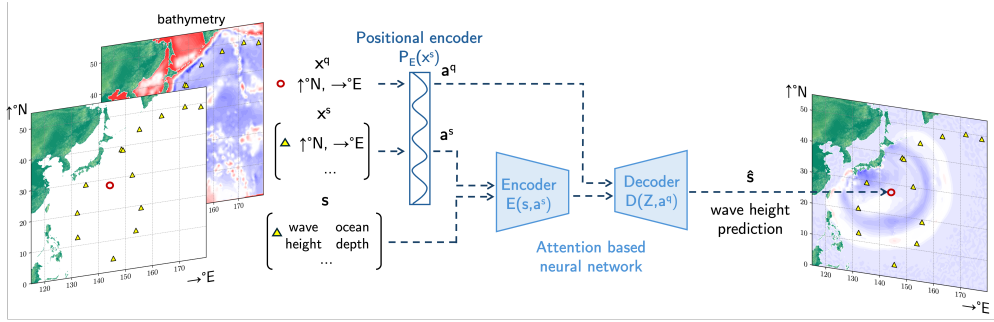 bathymetry
50
40
160
170
↑°N
50
40
30
20
10
0
120
130
140
150
160
170
→°E
x^q
↑°N, →°E
x^s
↑°N, →°E
...
s
wave ocean
height depth
...
Positional encoder
P_E(x^s)
a^q
a^s
Encoder
E(s,a^s)
Decoder
D(Z,a^q)
Attention based
neural network
ŝ
wave height
prediction
↑°N
50
40
30
20
10
0
120
130
140
150
160
170
→°E